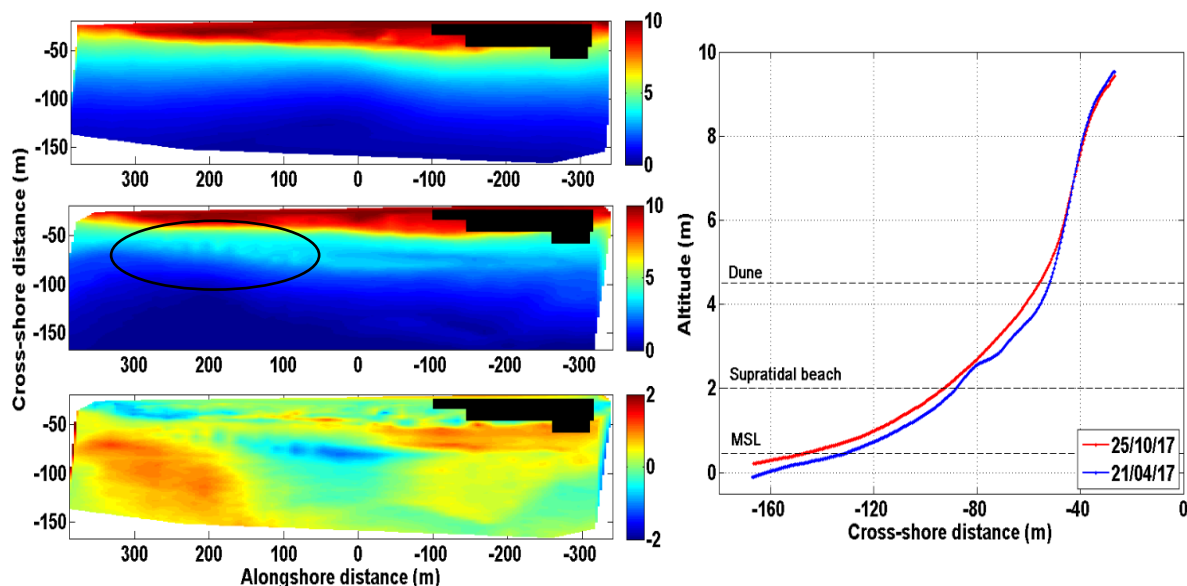 Cross-shore distance (m)
-50
-100
-150
300 200 100 0 -100 -200 -300
10
5
0
-50
-100
-150
300 200 100 0 -100 -200 -300
10
5
0
-50
-100
-150
300 200 100 0 -100 -200 -300
Alongshore distance (m)
2
0
-2
Altitude (m)
10
8
6
4
2
0
Dune
Supratidal beach
MSL
25/10/17
21/04/17
-160 -120 -80 -40 0
Cross-shore distance (m)